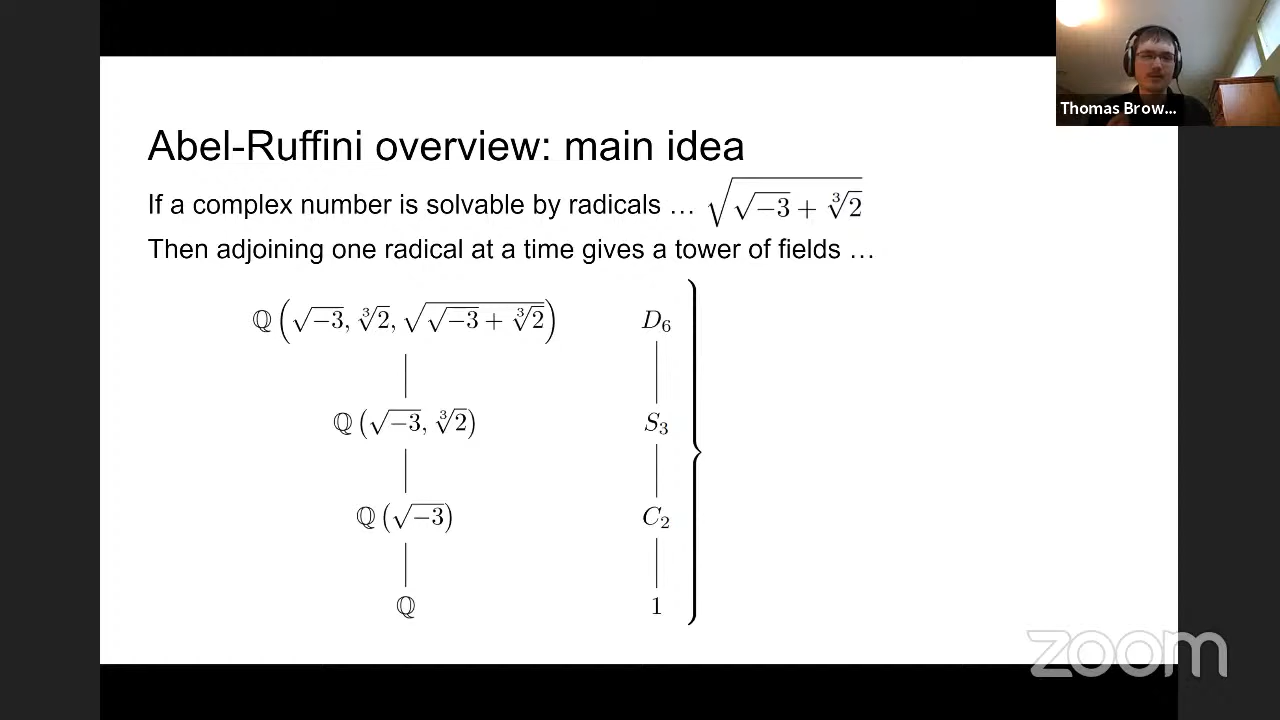 Thomas Brow...
Abel-Ruffini overview: main idea
If a complex number is solvable by radicals … √(√−3 + ∛2)
Then adjoining one radical at a time gives a tower of fields …
ℚ(√−3, ∛2, √(√−3 + ∛2)) D₆
ℚ(√−3, ∛2) S₃
ℚ(√−3) C₂
ℚ 1
zoom